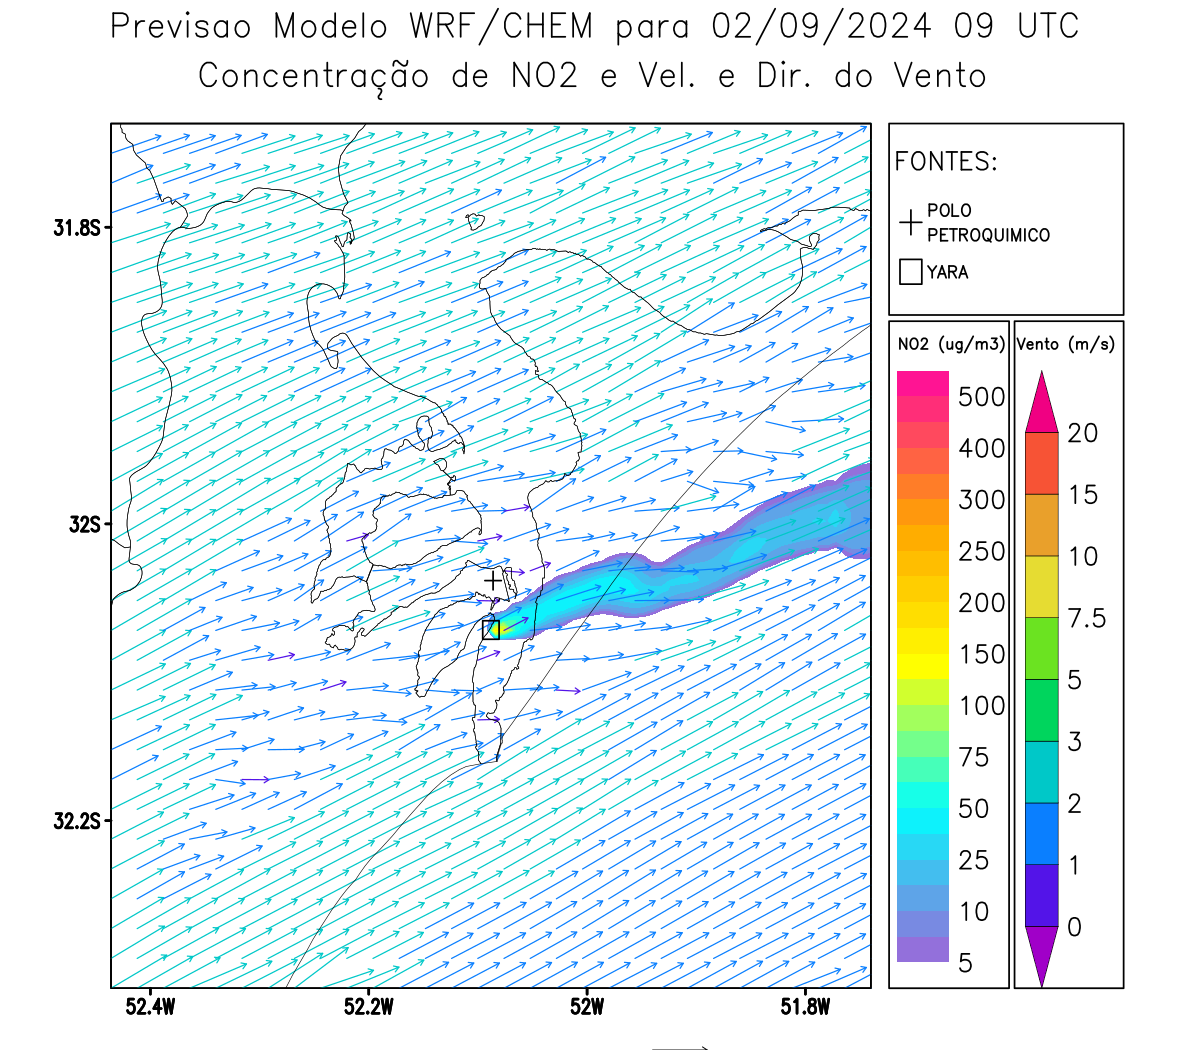 Previsao Modelo WRF/CHEM para 02/09/2024 09 UTC
Concentração de NO2 e Vel. e Dir. do Vento
FONTES:
POLO
PETROQUIMICO
YARA
NO2 (ug/m3)
500
400
300
250
200
150
100
75
50
25
10
5
Vento (m/s)
20
15
10
7.5
5
3
2
1
0
31.8S
32S
32.2S
52.4W
52.2W
52W
51.8W